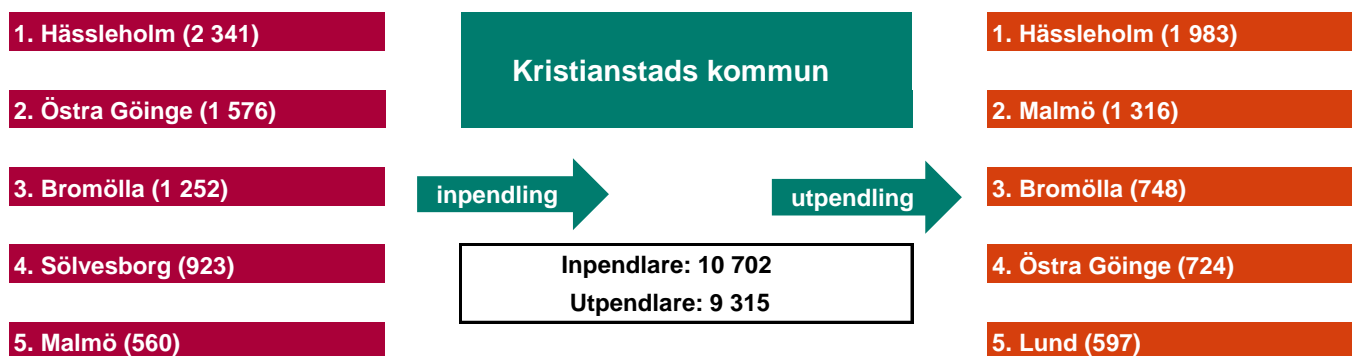 1. Hässleholm (2 341)
2. Östra Göinge (1 576)
3. Bromölla (1 252)
4. Sölvesborg (923)
5. Malmö (560)
Kristianstads kommun
inpendling
utpendling
Inpendlare: 10 702
Utpendlare: 9 315
1. Hässleholm (1 983)
2. Malmö (1 316)
3. Bromölla (748)
4. Östra Göinge (724)
5. Lund (597)